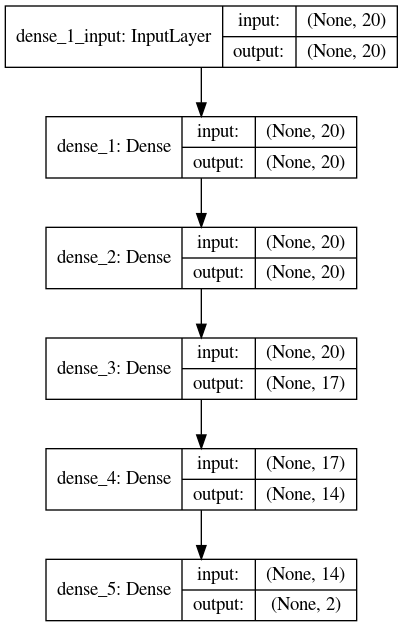 dense_1_input: InputLayer
input: (None, 20)
output: (None, 20)
dense_1: Dense
input: (None, 20)
output: (None, 20)
dense_2: Dense
input: (None, 20)
output: (None, 20)
dense_3: Dense
input: (None, 20)
output: (None, 17)
dense_4: Dense
input: (None, 17)
output: (None, 14)
dense_5: Dense
input: (None, 14)
output: (None, 2)